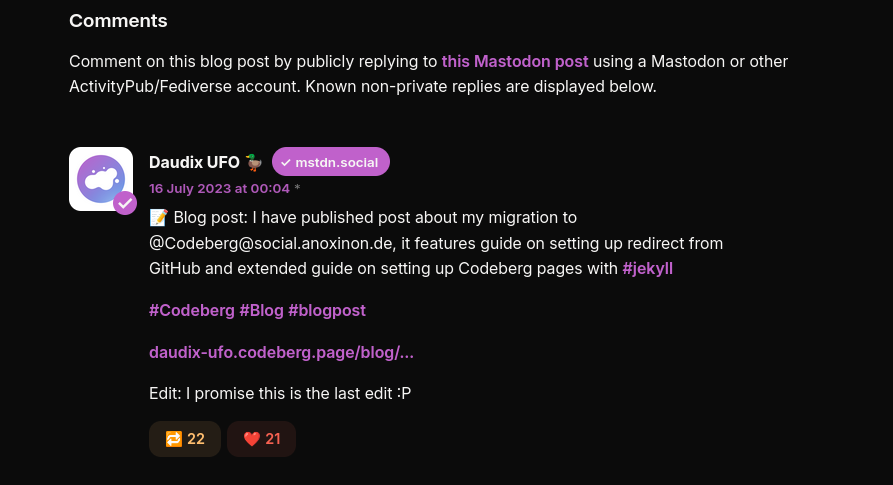 Comments
Comment on this blog post by publicly replying to this Mastodon post using a Mastodon or other
ActivityPub/Fediverse account. Known non-private replies are displayed below.
Daudix UFO 🦆 ✓ mstdn.social
16 July 2023 at 00:04 *
📝 Blog post: I have published post about my migration to
@Codeberg@social.anoxinon.de, it features guide on setting up redirect from
GitHub and extended guide on setting up Codeberg pages with #jekyll
#Codeberg #Blog #blogpost
daudix-ufo.codeberg.page/blog/...
Edit: I promise this is the last edit :P
🔁 22 ❤️ 21